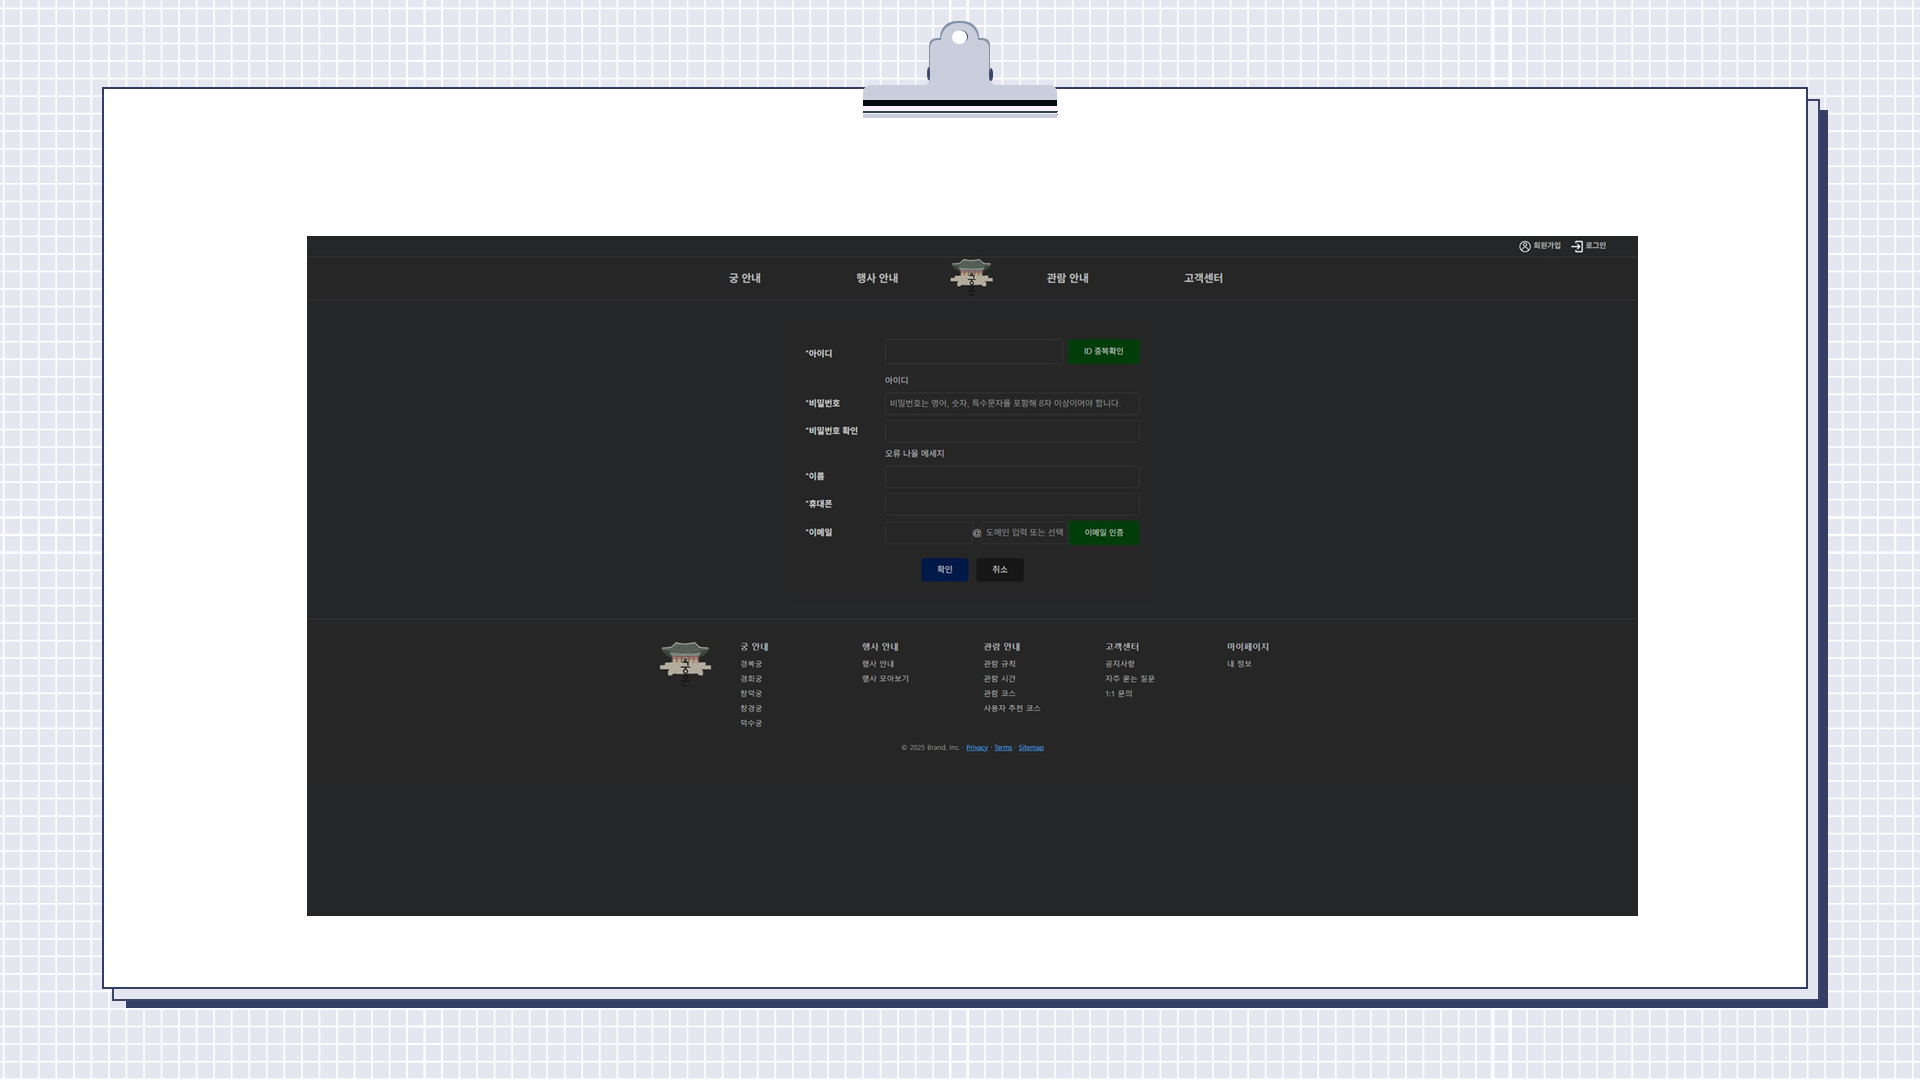 회원가입 로그인
궁 안내 행사 안내 관람 안내 고객센터
*아이디 ID 중복확인
아이디
*비밀번호 비밀번호는 영어, 숫자, 특수문자를 포함해 8자 이상이어야 합니다
*비밀번호 확인
오류 나올 메세지
*이름
*휴대폰
*이메일 @ 도메인 입력 또는 선택 이메일 인증
확인 취소
궁 안내 행사 안내 관람 안내 고객센터 마이페이지
경복궁 행사 안내 관람 규칙 공지사항 내 정보
경희궁 행사 모아보기 관람 시간 자주 묻는 질문
창덕궁 관람 코스 1:1 문의
창경궁 사용자 추천 코스
덕수궁
© 2025 Brand, Inc. · Privacy · Terms · Sitemap